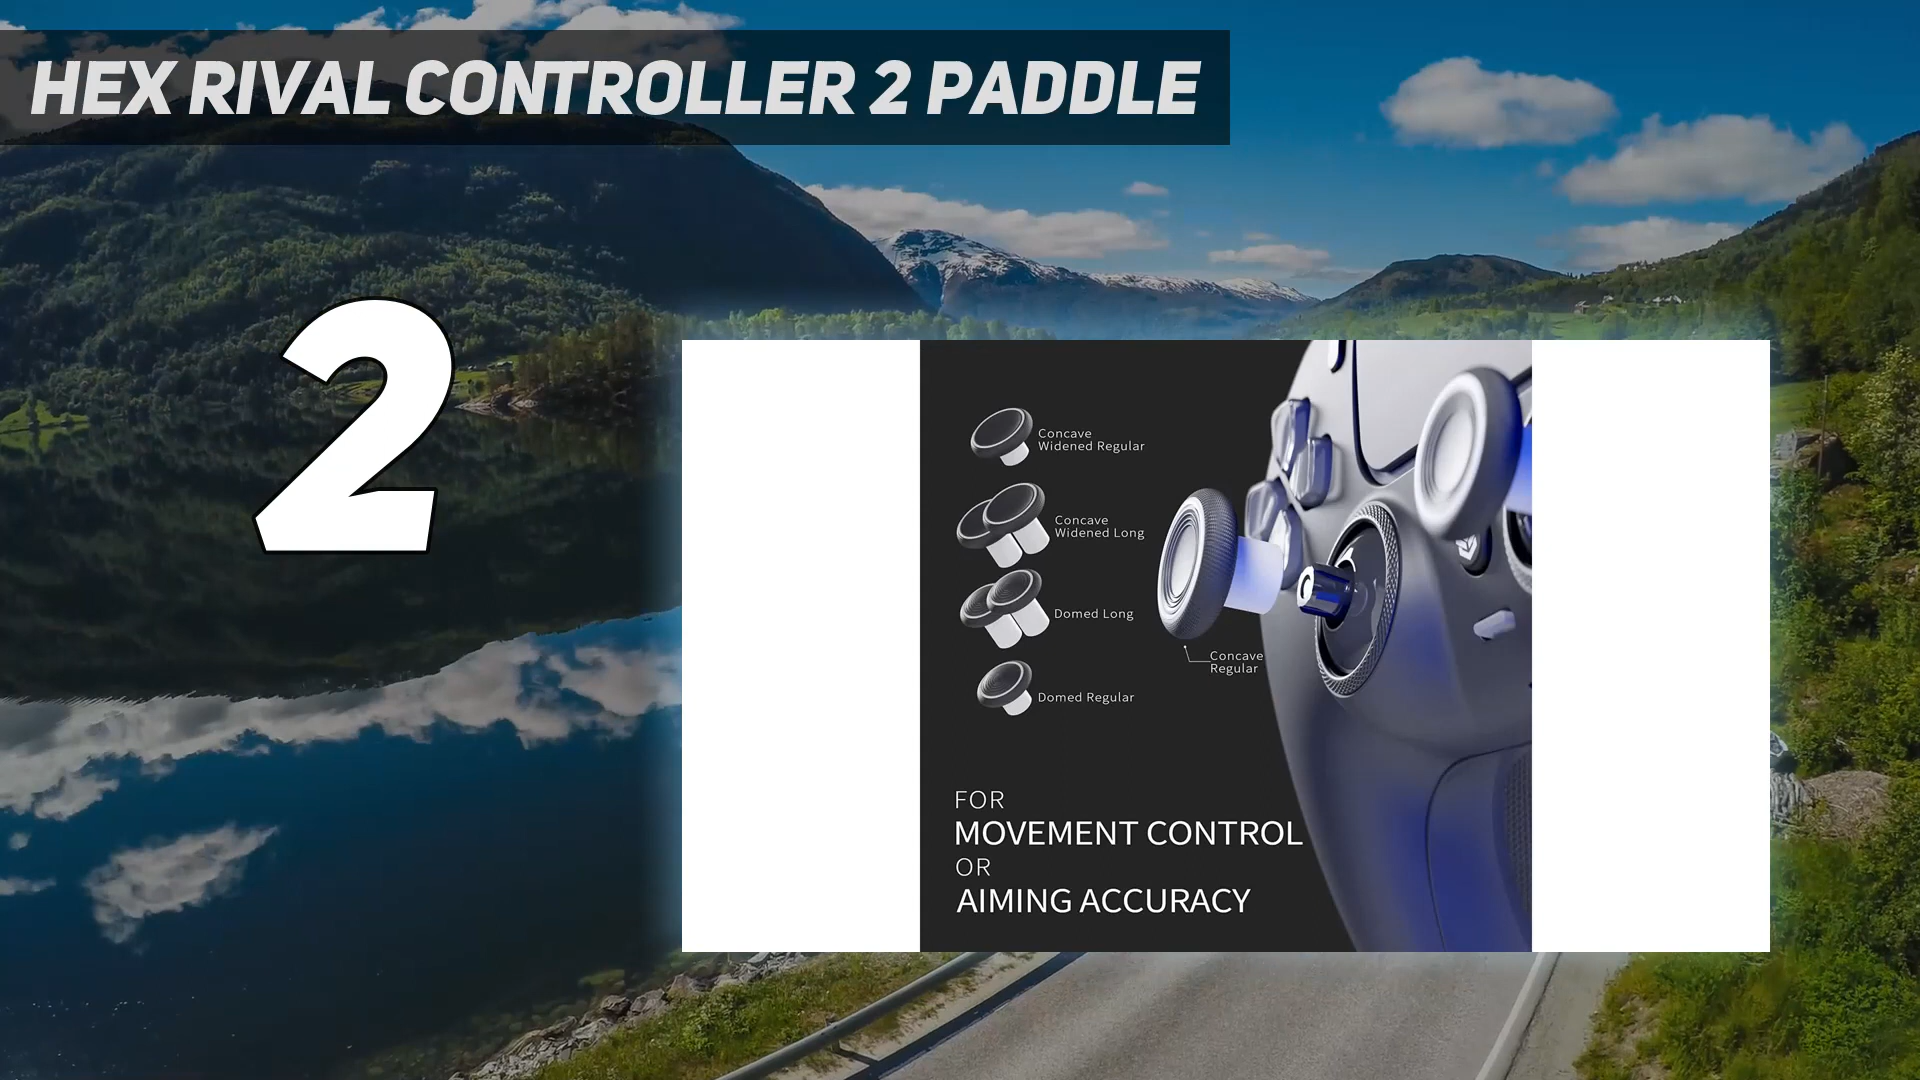 HEX RIVAL CONTROLLER 2 PADDLE
2
Concave
Widened Regular
Concave
Widened Long
Domed Long
Concave
Regular
Domed Regular
FOR
MOVEMENT CONTROL
OR
AIMING ACCURACY